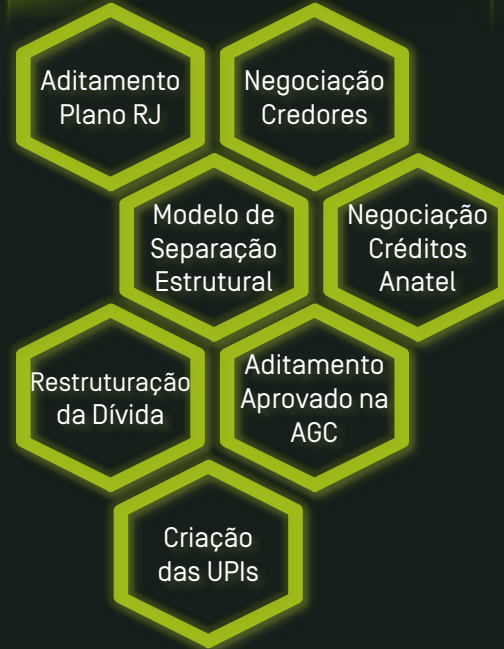 Aditamento
Plano RJ
Negociação
Credores
Modelo de
Separação
Estrutural
Negociação
Créditos
Anatel
Restruturação
da Dívida
Aditamento
Aprovado na
AGC
Criação
das UPIs